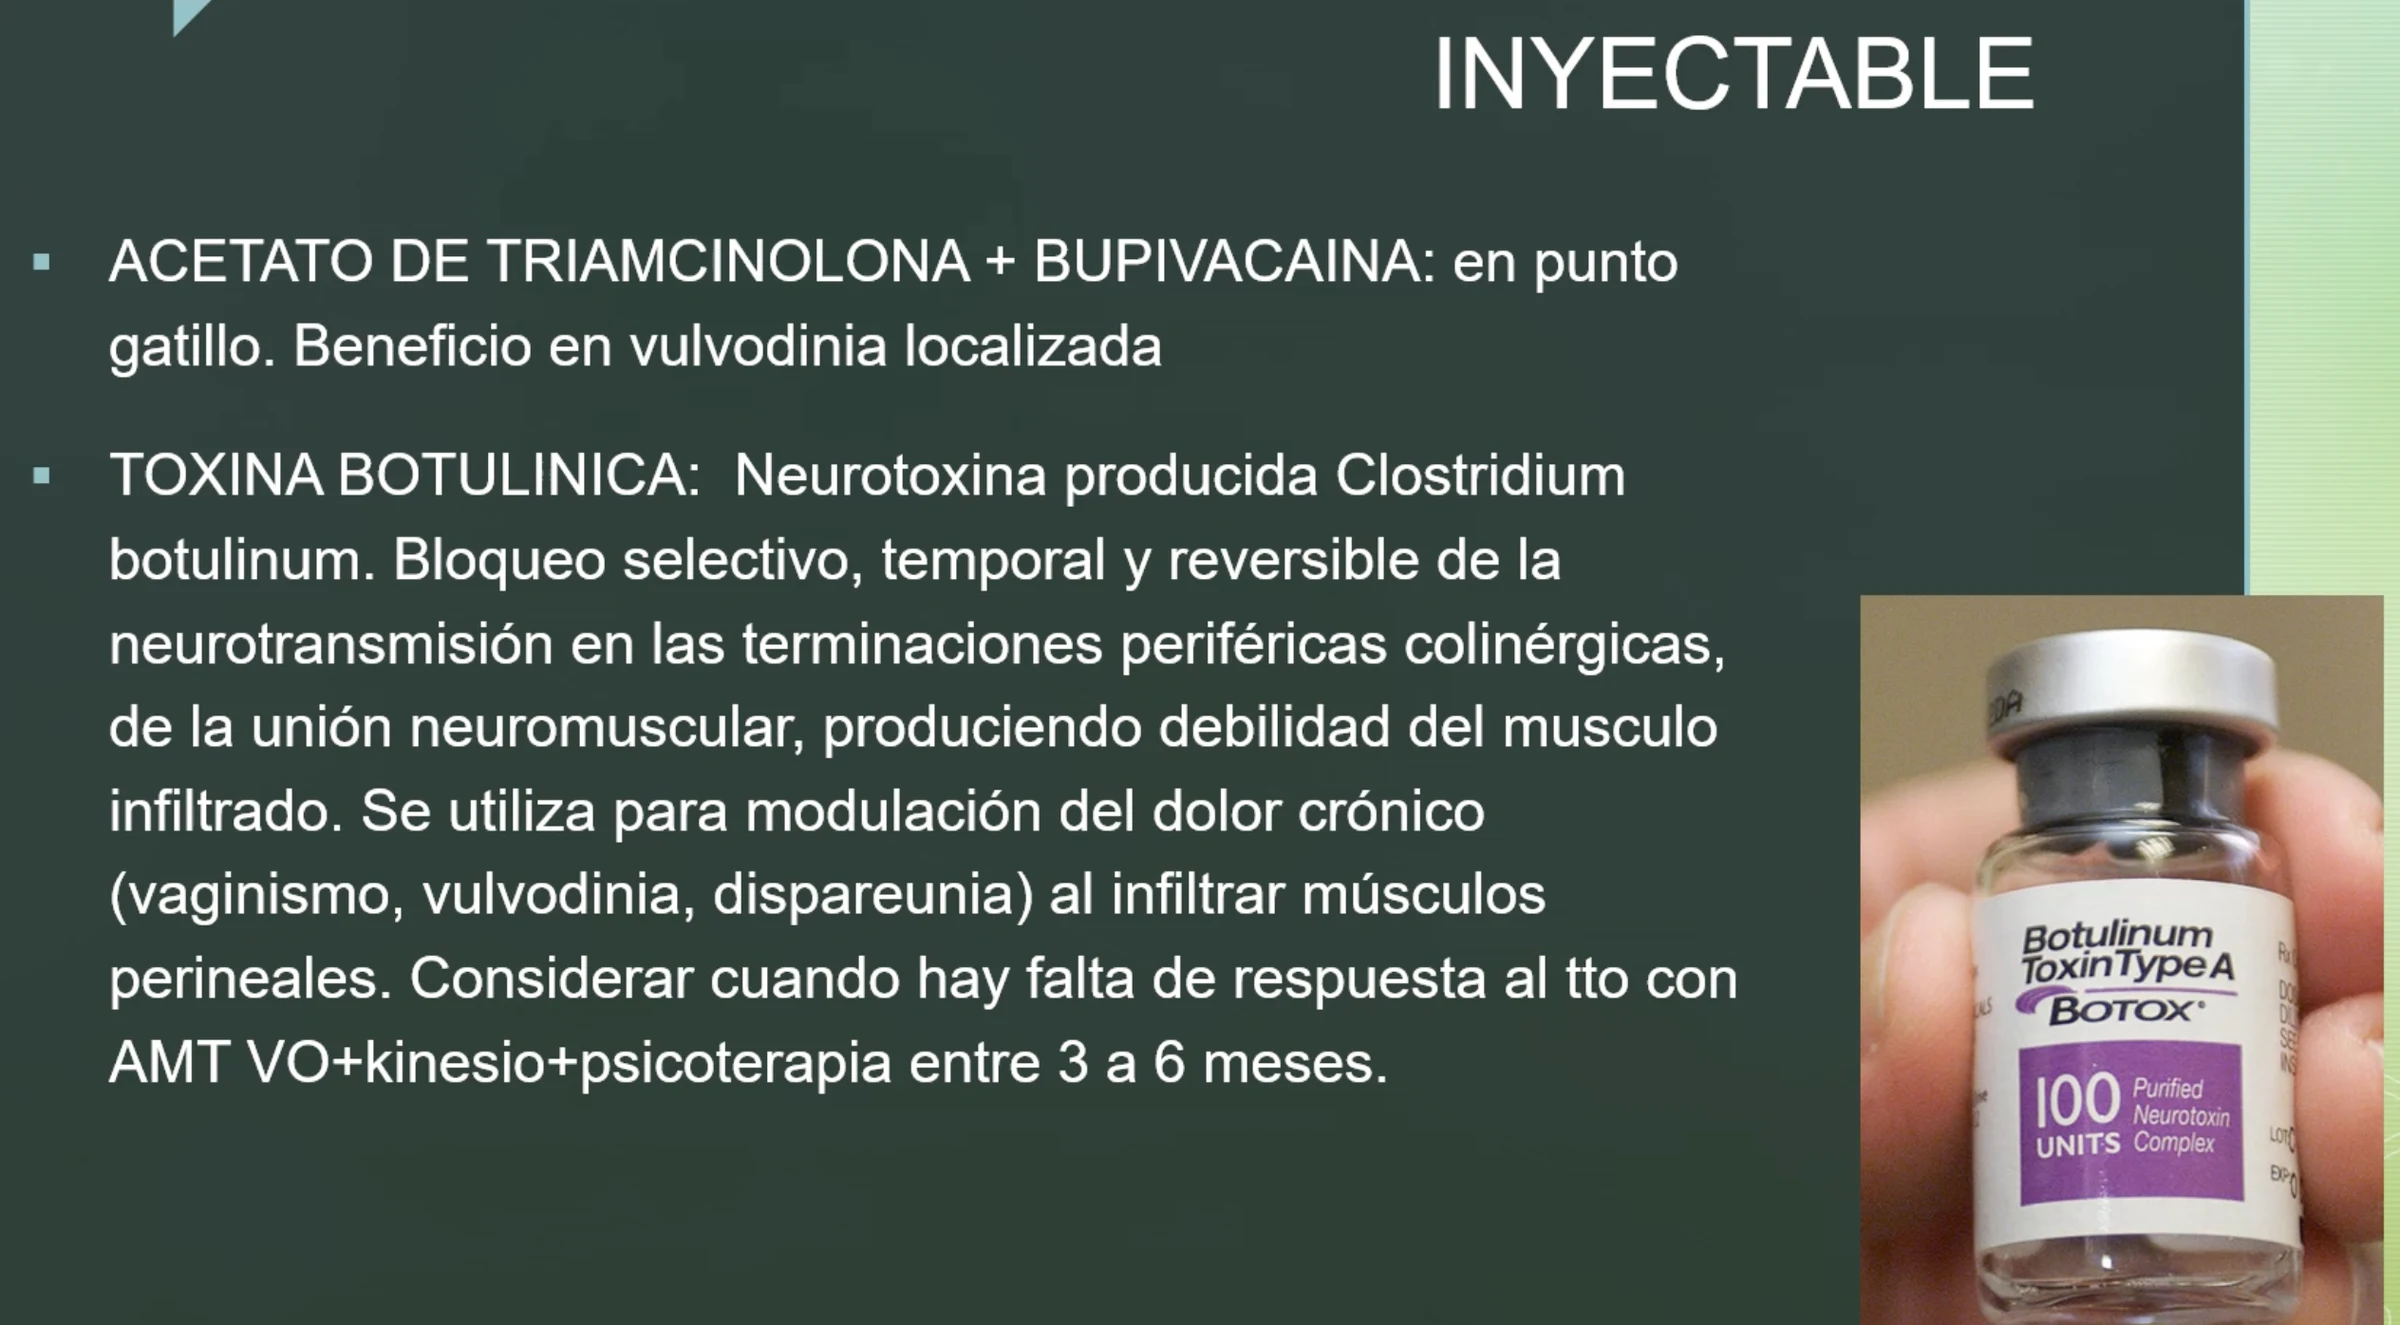 INYECTABLE
▪ ACETATO DE TRIAMCINOLONA + BUPIVACAINA: en punto
gatillo. Beneficio en vulvodinia localizada
▪ TOXINA BOTULINICA: Neurotoxina producida Clostridium
botulinum. Bloqueo selectivo, temporal y reversible de la
neurotransmisión en las terminaciones periféricas colinérgicas,
de la unión neuromuscular, produciendo debilidad del musculo
infiltrado. Se utiliza para modulación del dolor crónico
(vaginismo, vulvodinia, dispareunia) al infiltrar músculos
perineales. Considerar cuando hay falta de respuesta al tto con
AMT VO+kinesio+psicoterapia entre 3 a 6 meses.
Botulinum
Toxin Type A
BOTOX®
100 UNITS
Purified
Neurotoxin
Complex